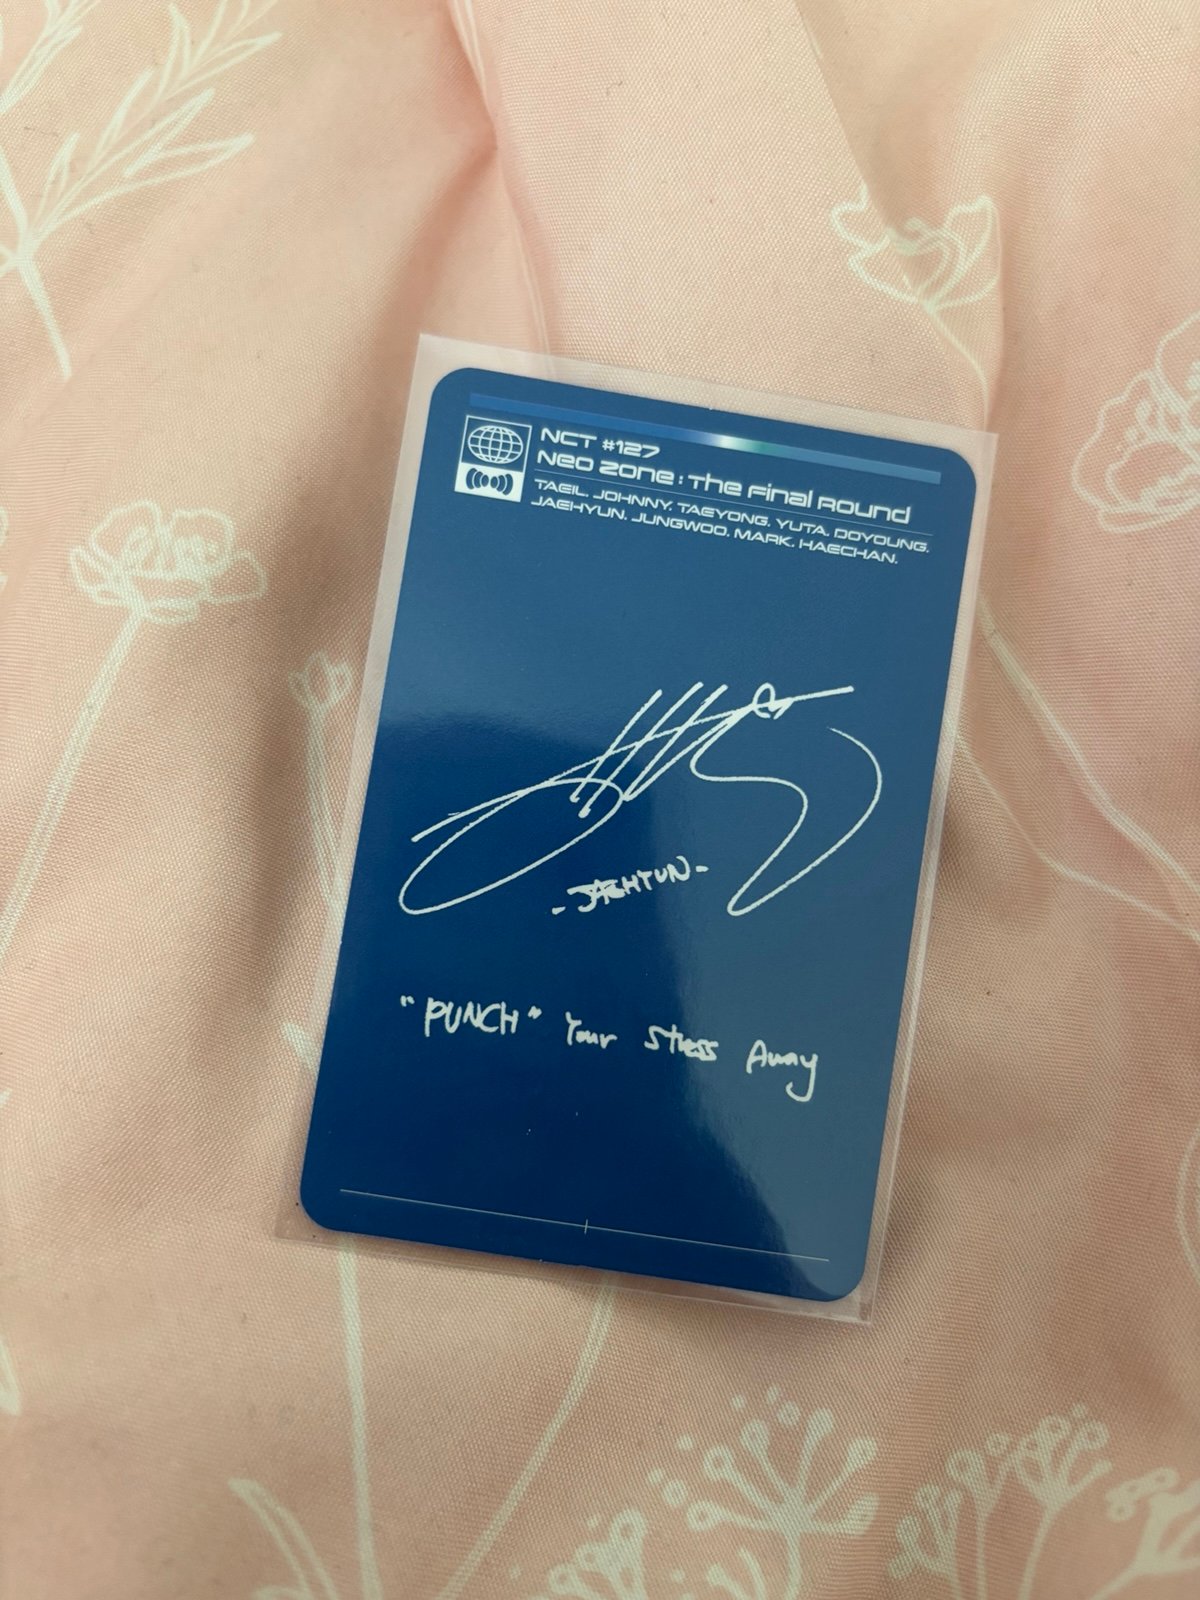 NCT #127
NEO ZONE : THE FINAL ROUND
TAEIL. JOHNNY. TAEYONG. YUTA. DOYOUNG.
JAEHYUN. JUNGWOO. MARK. HAECHAN.
- JAEHYUN -
"PUNCH" Your Stress Away